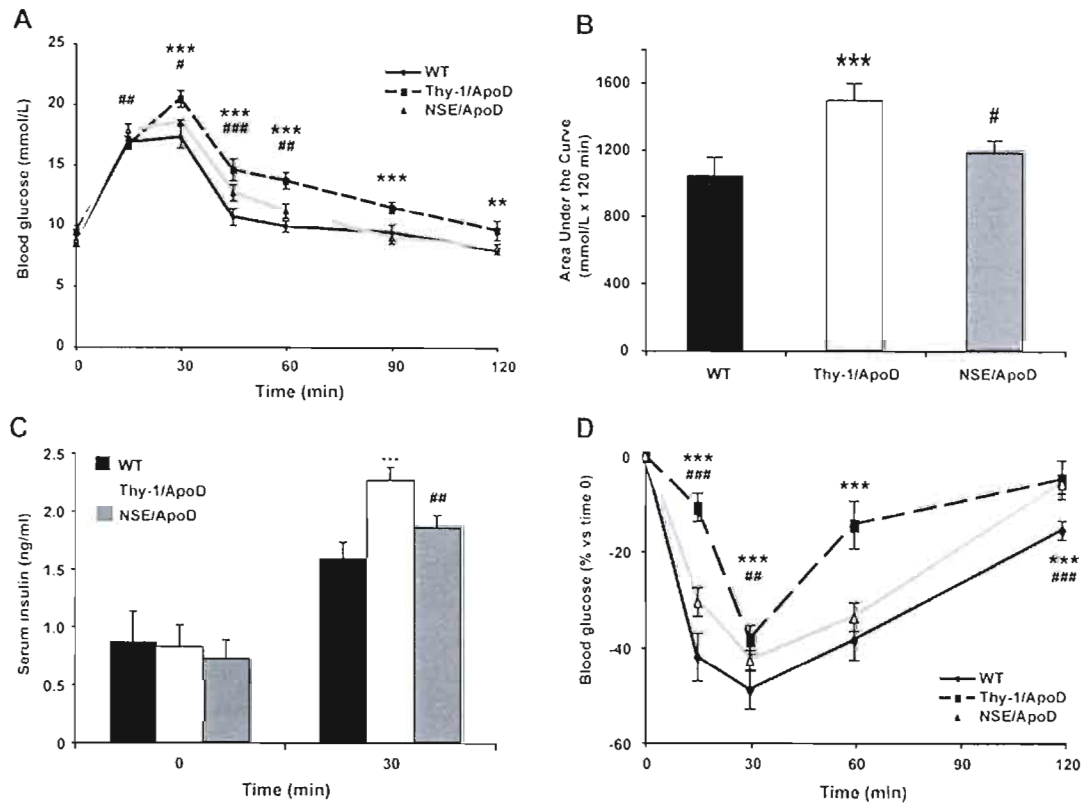 A
25
20
15
10
5
0
Blood glucose (mmol/L)
##
***
#
***
###
***
##
***
**
WT
Thy-1/ApoD
NSE/ApoD
0 30 60 90 120
Time (min)
B
1600
1200
800
400
0
Area Under the Curve
(mmol/L x 120 min)
***
#
WT Thy-1/ApoD NSE/ApoD
C
2.5
2.0
1.5
1.0
0.5
0
Serum insulin (ng/ml)
WT
Thy-1/ApoD
NSE/ApoD
***
##
0 30
Time (min)
D
0
-20
-40
-60
Blood glucose (% vs time 0)
***
###
***
##
***
***
###
WT
Thy-1/ApoD
NSE/ApoD
0 30 60 90 120
Time (min)